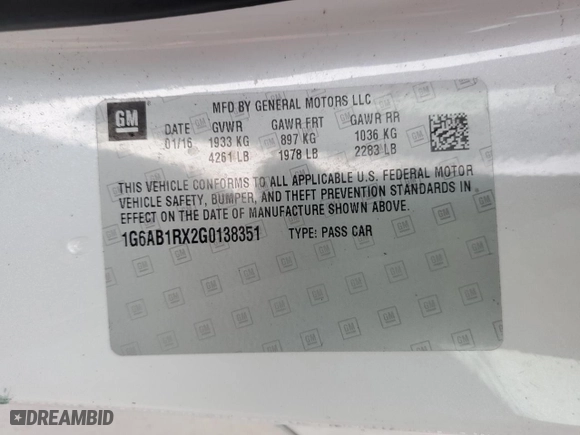 GM
MFD BY GENERAL MOTORS LLC
DATE GVWR GAWR FRT GAWR RR
01/16 1933 KG 897 KG 1036 KG
4261 LB 1978 LB 2283 LB
THIS VEHICLE CONFORMS TO ALL APPLICABLE U.S. FEDERAL MOTOR
VEHICLE SAFETY, BUMPER, AND THEFT PREVENTION STANDARDS IN
EFFECT ON THE DATE OF MANUFACTURE SHOWN ABOVE.
1G6AB1RX2G0138351 TYPE: PASS CAR
DREAMBID